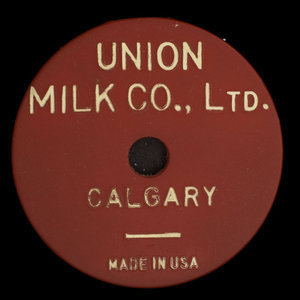 UNION
MILK CO., LTD.
CALGARY
MADE IN USA